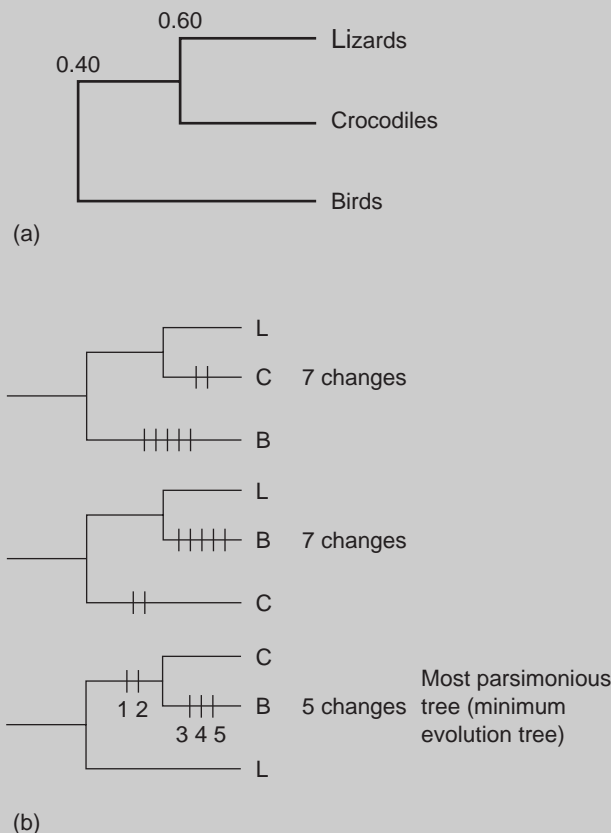 0.60
Lizards
0.40
Crocodiles
Birds
(a)
L
C 7 changes
B
L
B 7 changes
C
C
1 2
B 5 changes
3 4 5
Most parsimonious
tree (minimum
evolution tree)
L
(b)